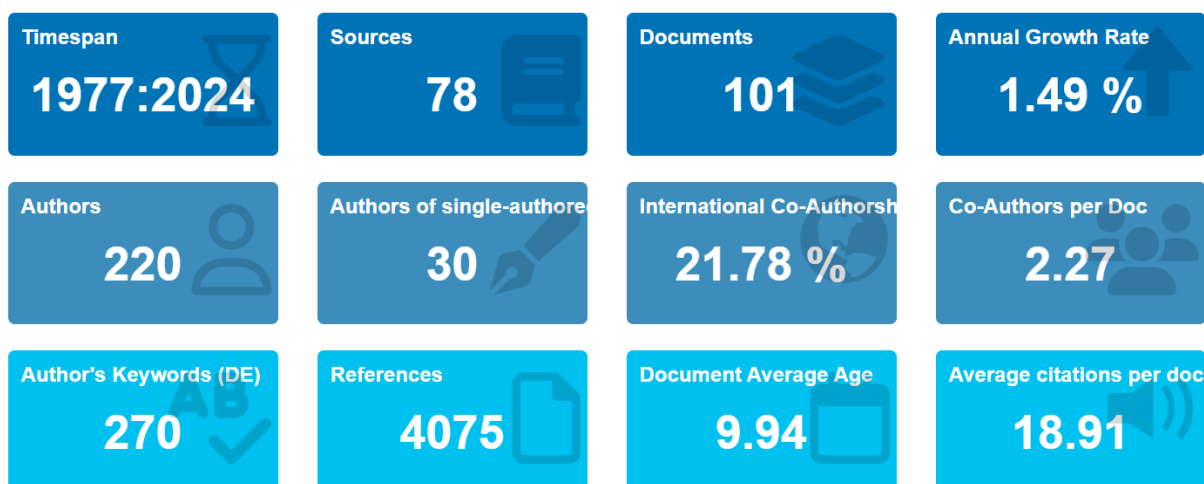 Timespan
1977:2024
Sources
78
Documents
101
Annual Growth Rate
1.49 %
Authors
220
Authors of single-authore
30
International Co-Authorsh
21.78 %
Co-Authors per Doc
2.27
Author's Keywords (DE)
270
AB
References
4075
Document Average Age
9.94
Average citations per doc
18.91